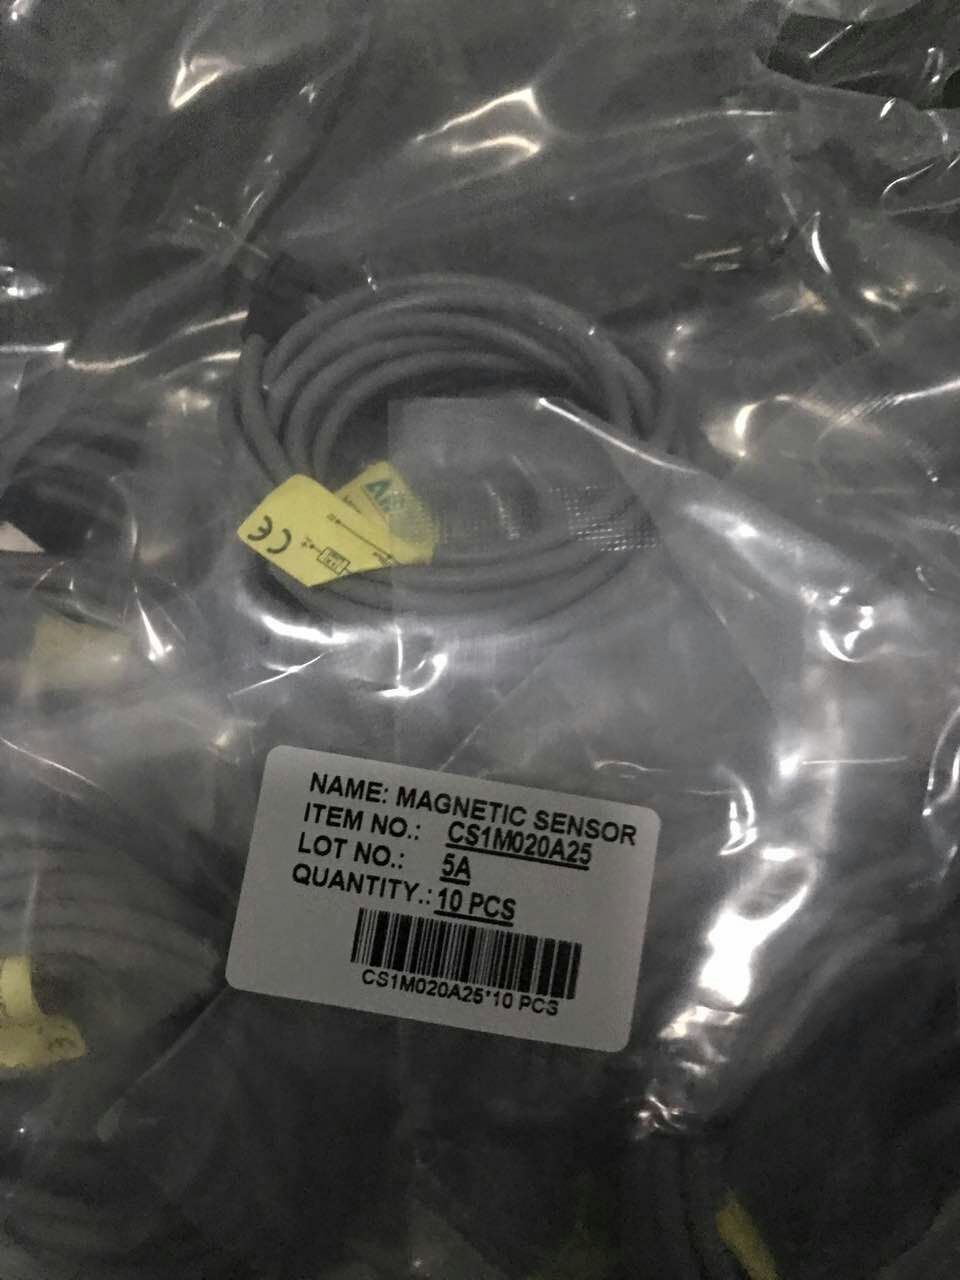 CE
NAME: MAGNETIC SENSOR
ITEM NO.: CS1M020A25
LOT NO.: 5A
QUANTITY.: 10 PCS
CS1M020A25*10 PCS